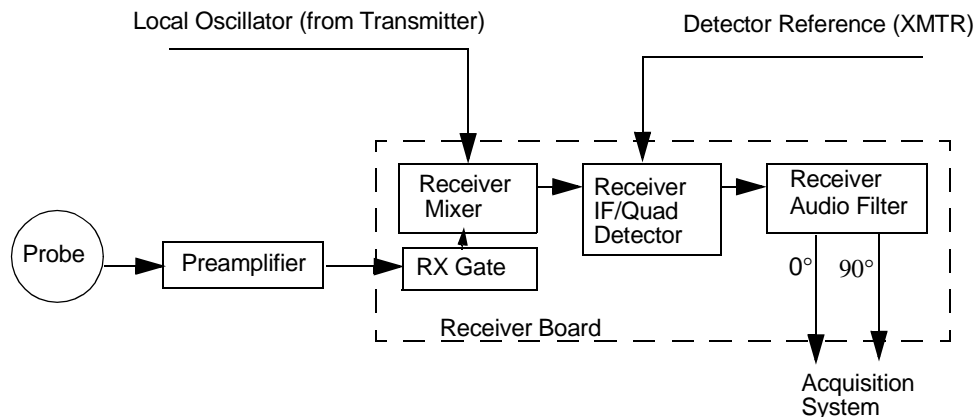 Local Oscillator (from Transmitter)
Detector Reference (XMTR)
Receiver
Mixer
Receiver
IF/Quad
Detector
Receiver
Audio Filter
Probe
Preamplifier
RX Gate
0°
90°
Receiver Board
Acquisition
System